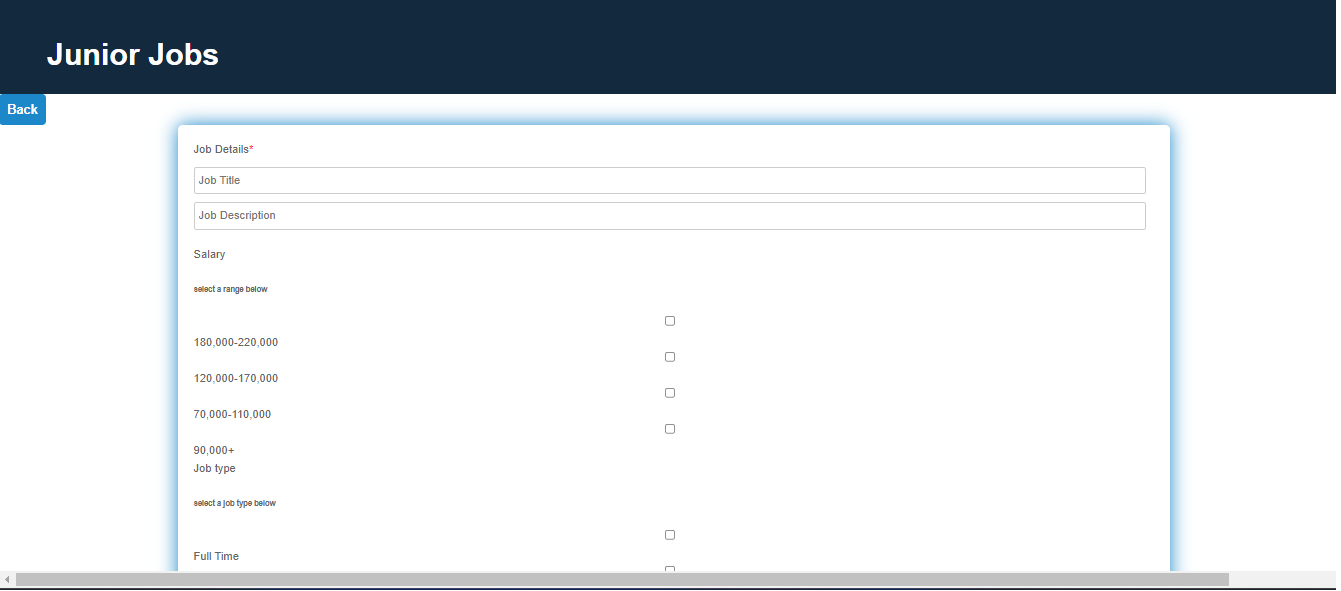 Junior Jobs
Back
Job Details*
Job Title
Job Description
Salary
select a range below
180,000-220,000
120,000-170,000
70,000-110,000
90,000+
Job type
select a job type below
Full Time